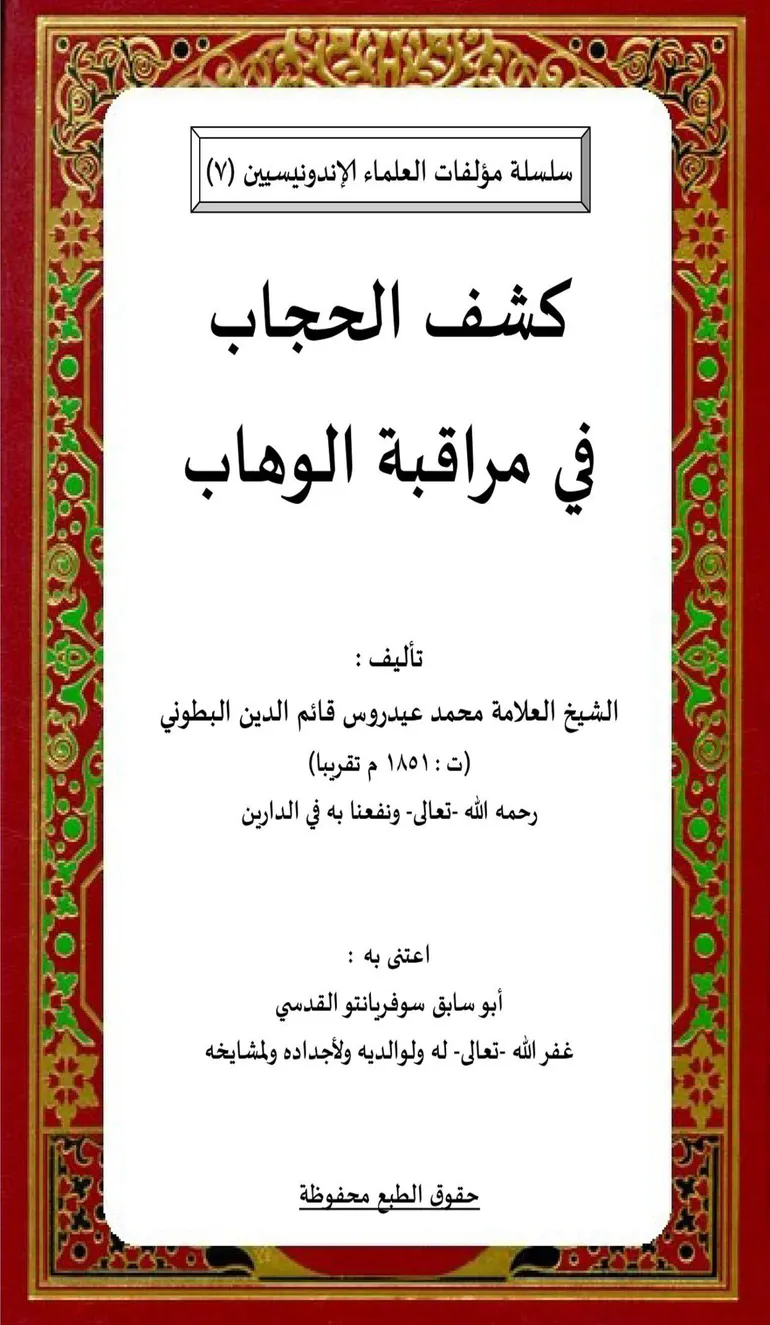 سلسلة مؤلفات العلماء الإندونيسيين (٧)
كشف الحجاب
في مراقبة الوهاب
تأليف :
الشيخ العلامة محمد عيدروس قائم الدين البطوني
(ت : ١٨٥١ م تقريبا)
رحمه الله -تعالى- ونفعنا به في الدارين
اعتنى به :
أبو سابق سوفريانتو القدسي
غفر الله -تعالى- له ولوالديه ولأجداده ولمشايخه
حقوق الطبع محفوظة